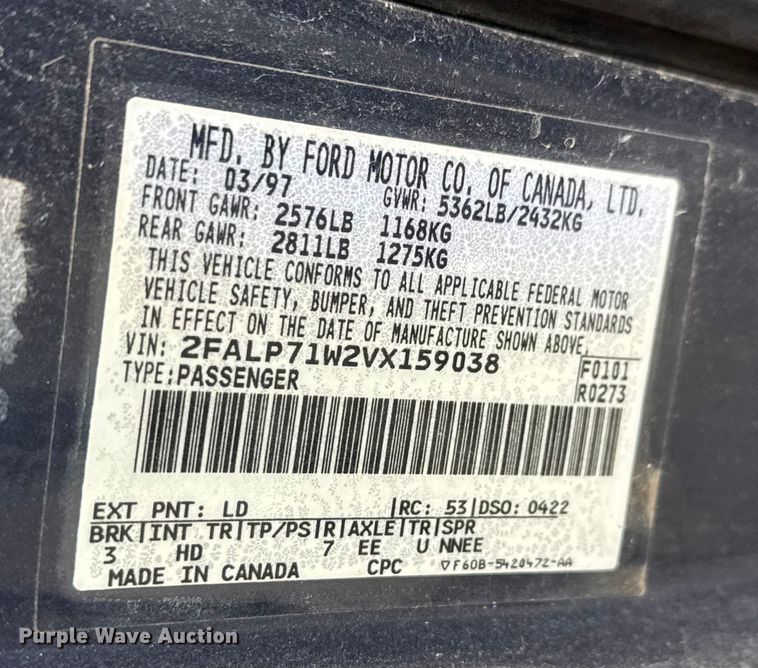 MFD. BY FORD MOTOR CO. OF CANADA, LTD.
DATE: 03/97 GVWR: 5362LB/2432KG
FRONT GAWR: 2576LB 1168KG
REAR GAWR: 2811LB 1275KG
THIS VEHICLE CONFORMS TO ALL APPLICABLE FEDERAL MOTOR
VEHICLE SAFETY, BUMPER, AND THEFT PREVENTION STANDARDS
IN EFFECT ON THE DATE OF MANUFACTURE SHOWN ABOVE.
VIN: 2FALP71W2VX159038 F0101
TYPE:PASSENGER R0273
EXT PNT: LD |RC: 53|DSO: 0422
BRK|INT TR|TP/PS|R|AXLE|TR|SPR
3 HD 7 EE U NNEE
MADE IN CANADA CPC ▽F60B-5420472-AA
Purple Wave Auction